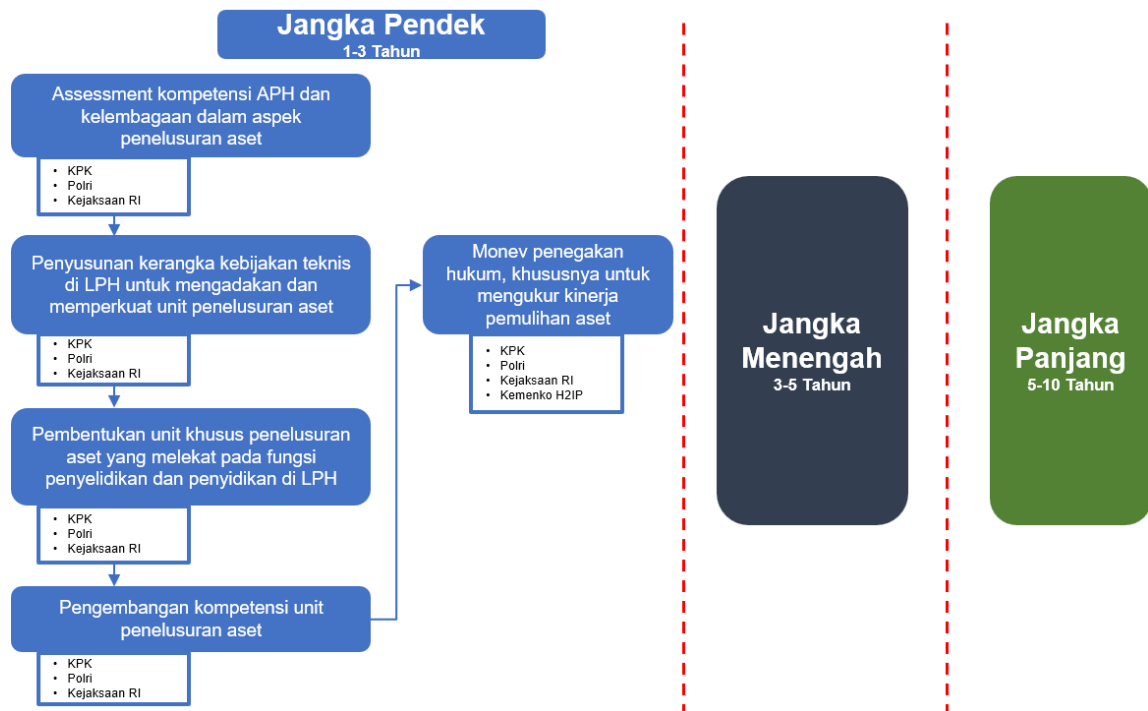 Jangka Pendek
1-3 Tahun
Assessment kompetensi APH dan
kelembagaan dalam aspek
penelusuran aset
• KPK
• Polri
• Kejaksaan RI
Penyusunan kerangka kebijakan teknis
di LPH untuk mengadakan dan
memperkuat unit penelusuran aset
• KPK
• Polri
• Kejaksaan RI
Pembentukan unit khusus penelusuran
aset yang melekat pada fungsi
penyelidikan dan penyidikan di LPH
• KPK
• Polri
• Kejaksaan RI
Pengembangan kompetensi unit
penelusuran aset
• KPK
• Polri
• Kejaksaan RI
Monev penegakan
hukum, khususnya untuk
mengukur kinerja
pemulihan aset
• KPK
• Polri
• Kejaksaan RI
• Kemenko H2IP
Jangka
Menengah
3-5 Tahun
Jangka
Panjang
5-10 Tahun